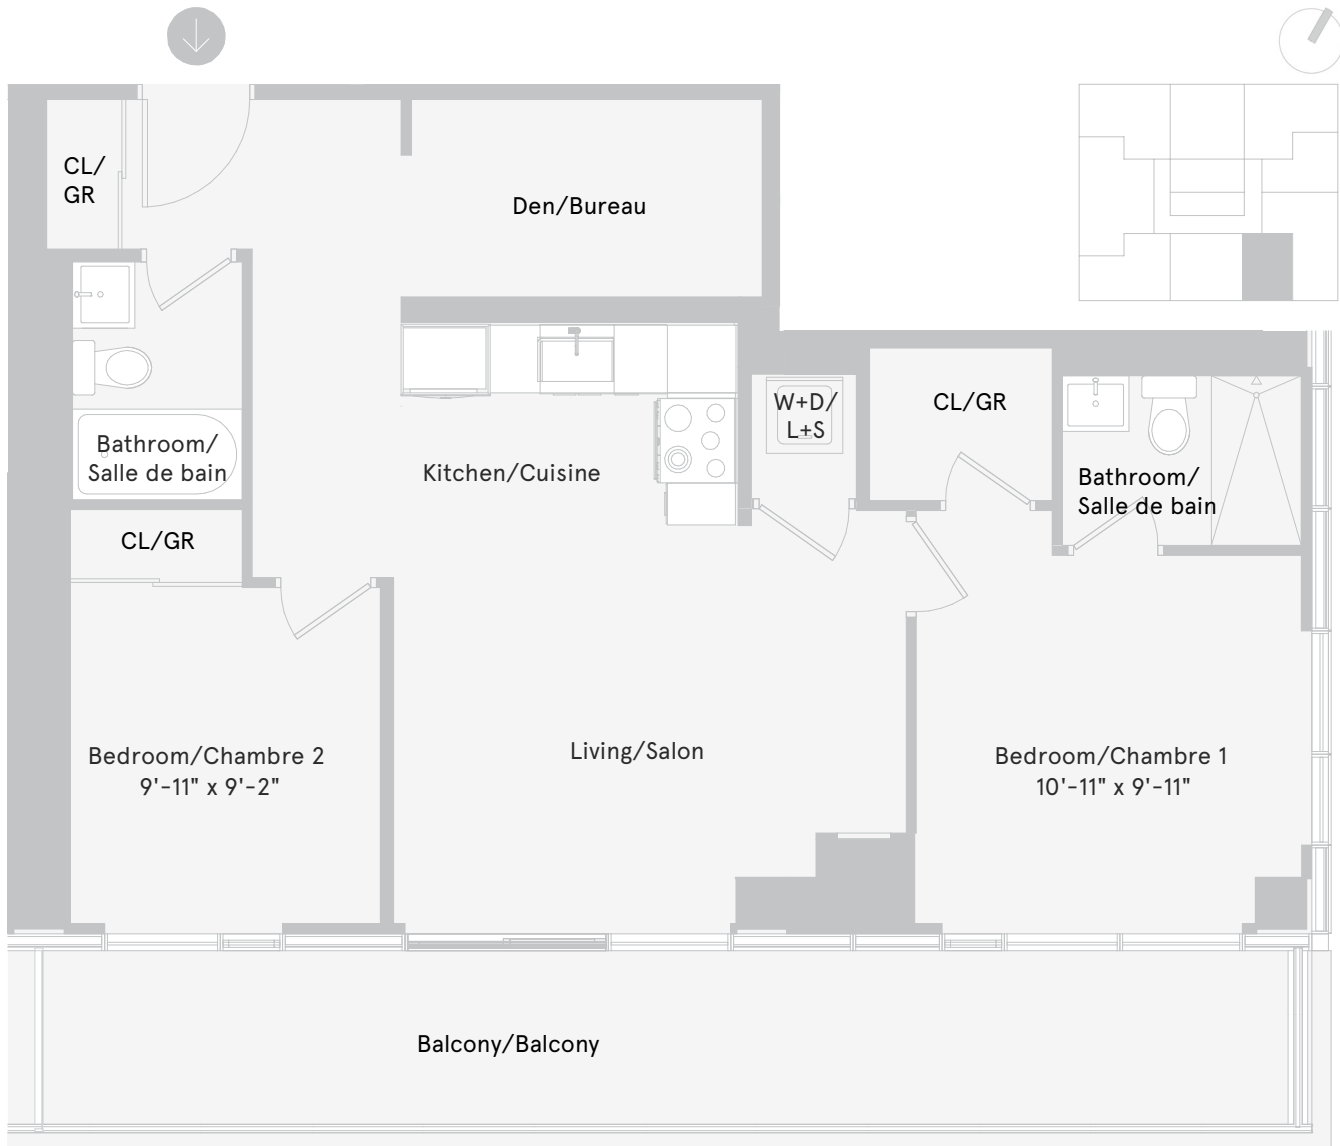 CL/
GR
Den/Bureau
W+D/
L+S
CL/GR
Bathroom/
Salle de bain
Kitchen/Cuisine
Bathroom/
Salle de bain
CL/GR
Bedroom/Chambre 2
9'-11" x 9'-2"
Living/Salon
Bedroom/Chambre 1
10'-11" x 9'-11"
Balcony/Balcony